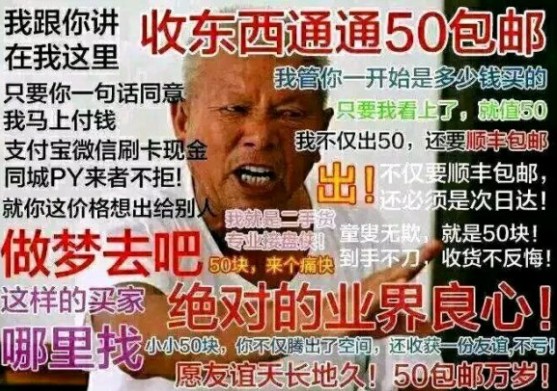 我跟你讲
在我这里
收东西通通50包邮
我管你一开始是多少钱买的
只要你一句话同意
我马上付钱
只要我看上了，就值50
我不仅出50，还要顺丰包邮
支付宝微信刷卡现金
同城PY来者不拒！
出！
不仅要顺丰包邮，
还必须是次日达！
就你这价格想出给别人
做梦去吧
我就是二手货
专业接盘侠！
50块，来个痛快
童叟无欺，就是50块！
到手不刀，收货不反悔！
这样的买家
哪里找
绝对的业界良心！
小小50块，你不仅腾出了空间，还收获一份友谊,不亏!
愿友谊天长地久！50包邮万岁！